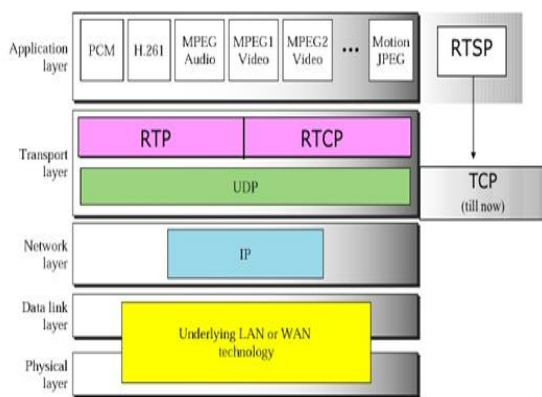 Application
layer
PCM
H.261
MPEG
Audio
MPEG1
Video
MPEG2
Video
•••
Motion
JPEG
RTSP
Transport
layer
RTP
RTCP
UDP
TCP
(till now)
Network
layer
IP
Data link
layer
Underlying LAN or WAN
technology
Physical
layer